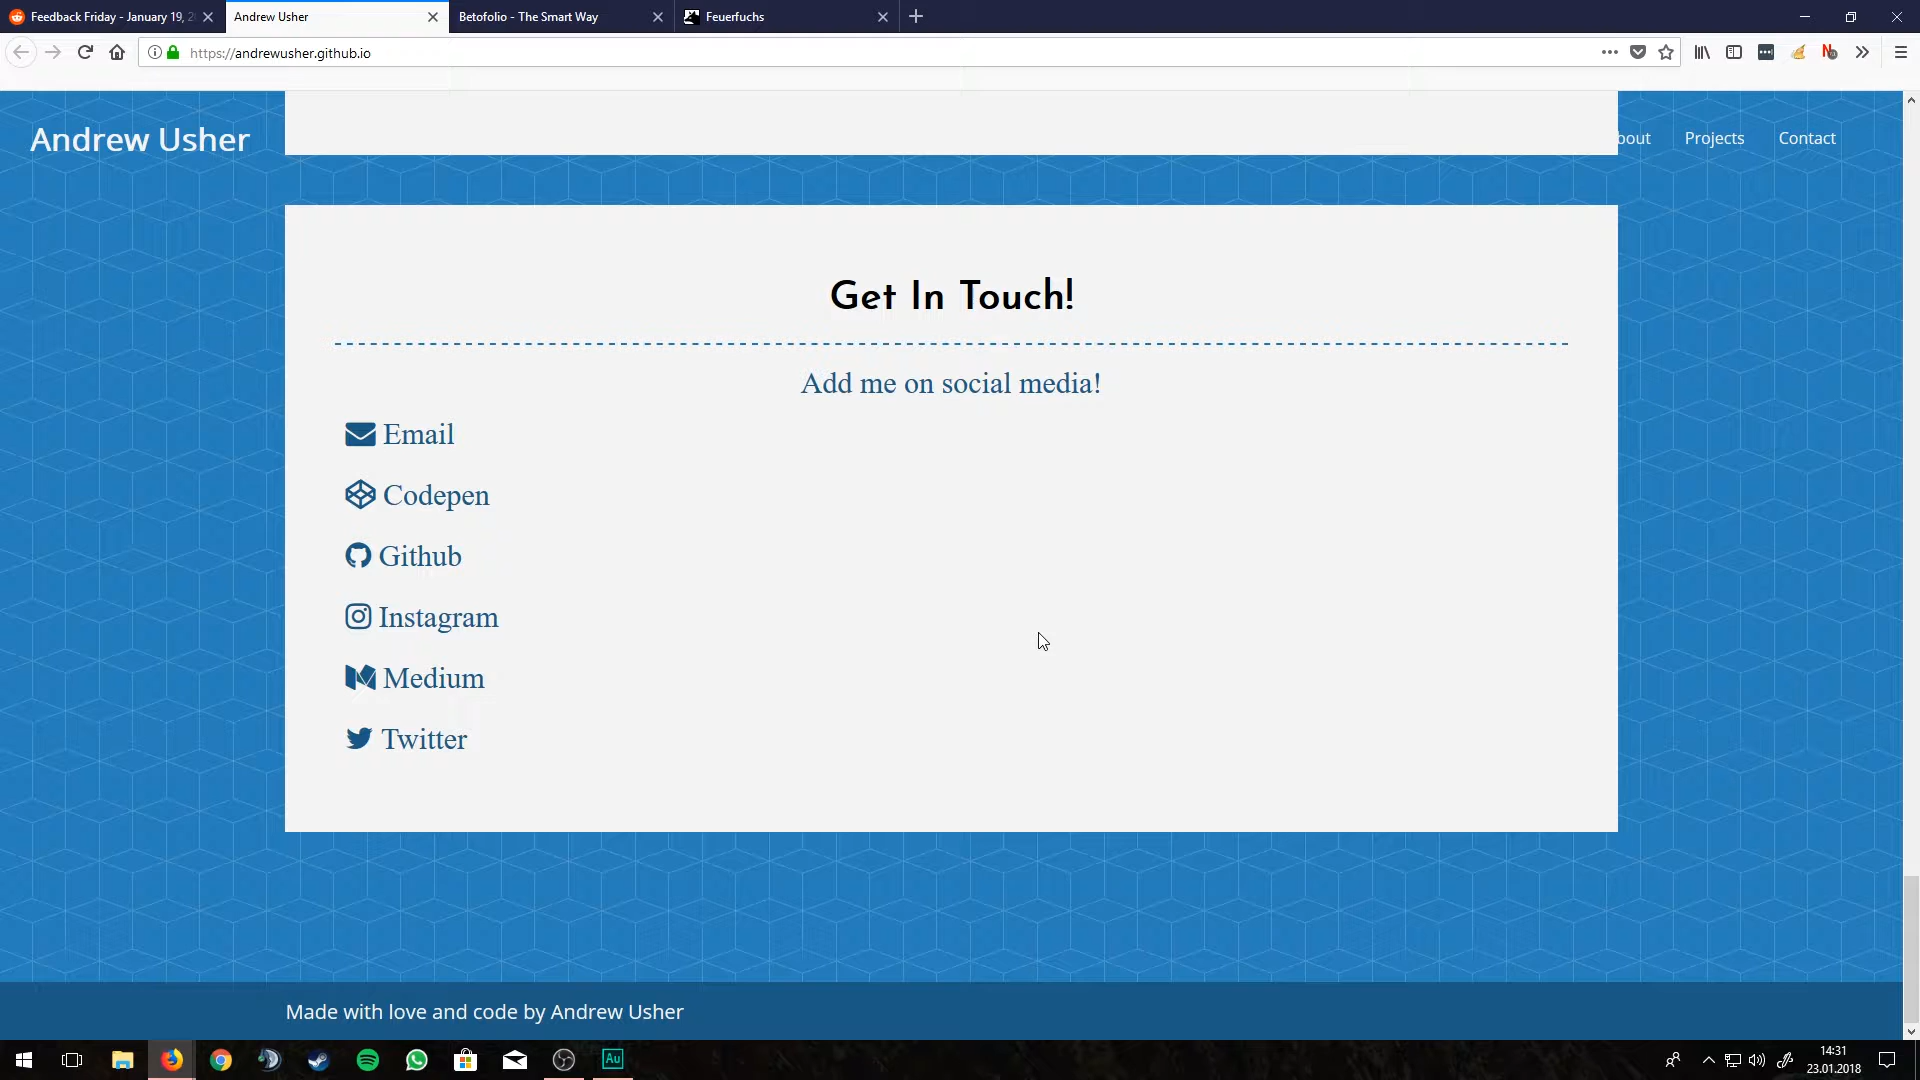 Feedback Friday - January 19, 2
Andrew Usher
Betofolio - The Smart Way
Feuerfuchs
https://andrewusher.github.io
Andrew Usher
bout
Projects
Contact
Get In Touch!
Add me on social media!
Email
Codepen
Github
Instagram
Medium
Twitter
Made with love and code by Andrew Usher
Au
14:31
23.01.2018